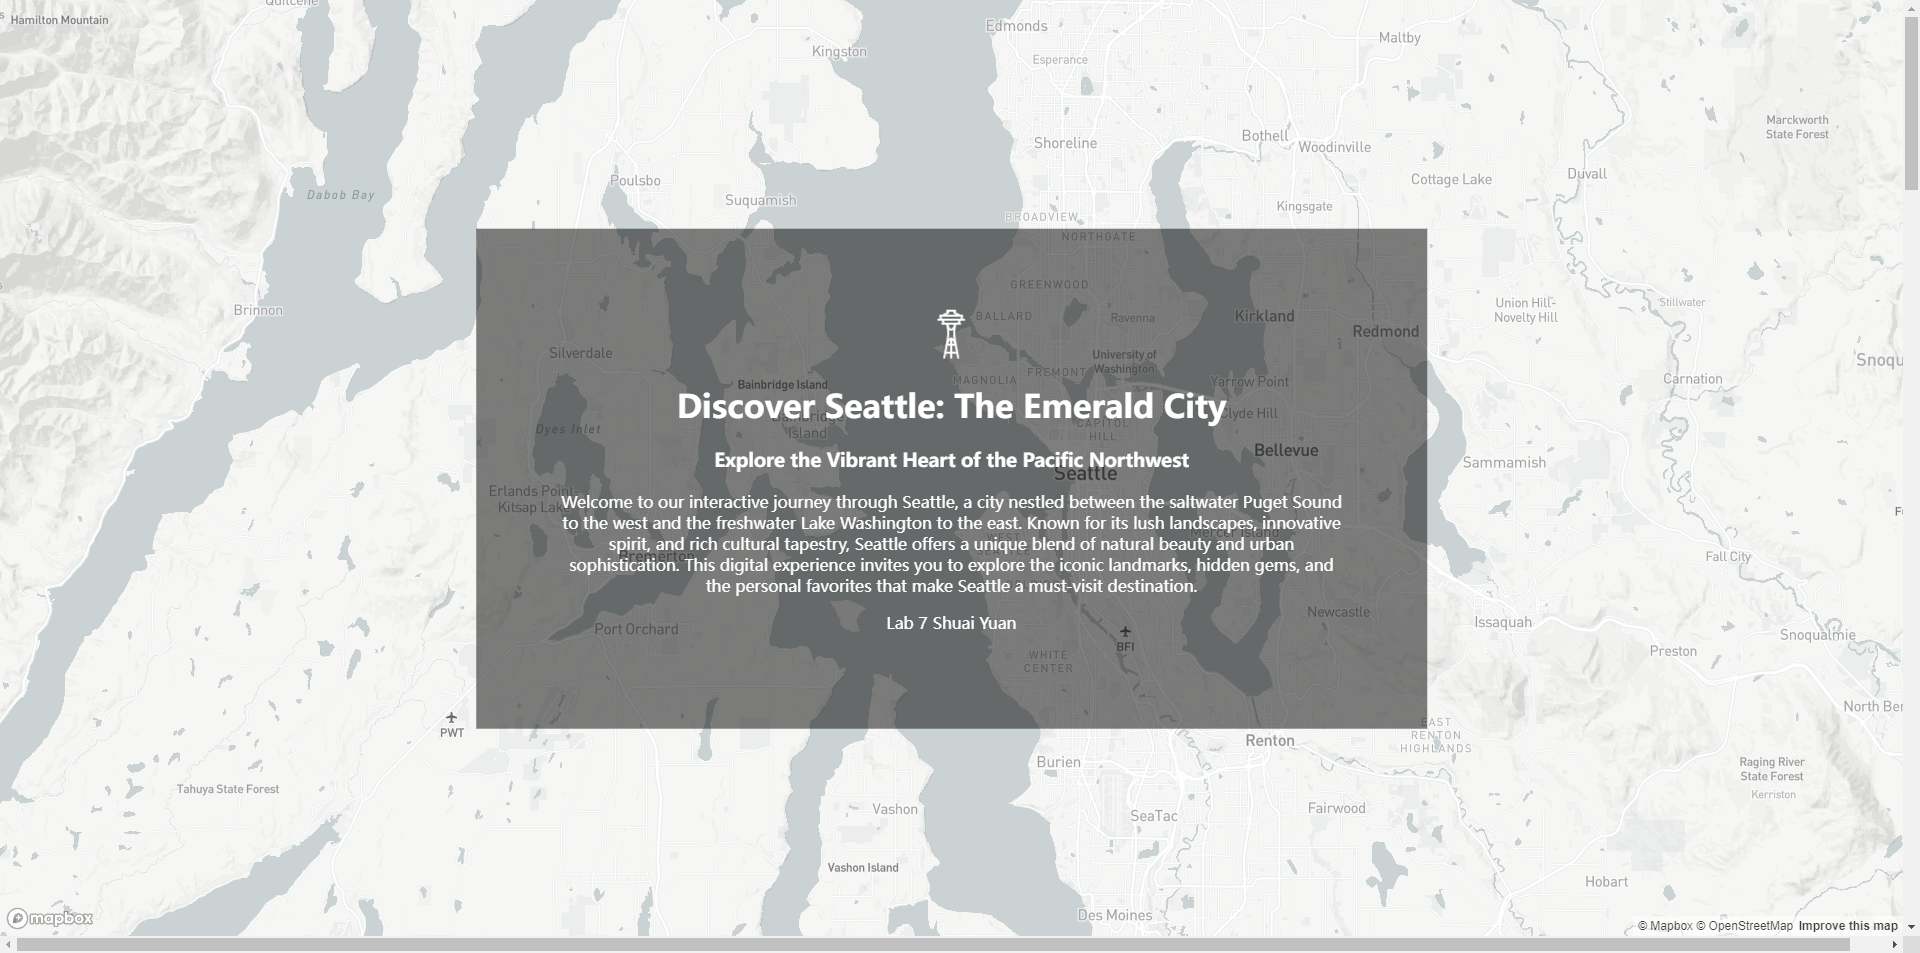 Hamilton Mountain
Quilcene
Edmonds
Kingston
Maltby
Esperance
Marckworth
State Forest
Shoreline
Bothell
Woodinville
Poulsbo
Duvall
Cottage Lake
Dabob Bay
Suquamish
Kingsgate
BROADVIEW
NORTHGATE
GREENWOOD
Brinnon
Union Hill-
Novelty Hill
Stillwater
BALLARD
Ravenna
Kirkland
Redmond
Silverdale
University of
Washington
MAGNOLIA
FREMONT
Yarrow Point
Carnation
Bainbridge Island
Discover Seattle: The Emerald City
Bainbridge
Island
Clyde Hill
CAPITOL
HILL
Dyes Inlet
Bellevue
Explore the Vibrant Heart of the Pacific Northwest
Seattle
Sammamish
Erlands Point-
Kitsap Lake
Welcome to our interactive journey through Seattle, a city nestled between the saltwater Puget Sound
to the west and the freshwater Lake Washington to the east. Known for its lush landscapes, innovative
spirit, and rich cultural tapestry, Seattle offers a unique blend of natural beauty and urban
sophistication. This digital experience invites you to explore the iconic landmarks, hidden gems, and
the personal favorites that make Seattle a must-visit destination.
Mercer Island
WEST
Bremerton
Fall City
Lab 7 Shuai Yuan
Newcastle
Issaquah
Port Orchard
BFI
Snoqualmie
Preston
WHITE
CENTER
North Ben
PWT
EAST
RENTON
HIGHLANDS
Renton
Burien
Raging River
State Forest
Kerriston
Tahuya State Forest
Vashon
SeaTac
Fairwood
Vashon Island
Hobart
Des Moines
mapbox
© Mapbox © OpenStreetMap Improve this map